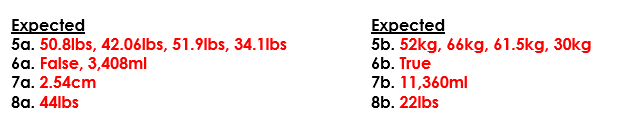 Expected
5a. 50.8lbs, 42.06lbs, 51.9lbs, 34.1lbs
6a. False, 3,408ml
7a. 2.54cm
8a. 44lbs
Expected
5b. 52kg, 66kg, 61.5kg, 30kg
6b. True
7b. 11,360ml
8b. 22lbs